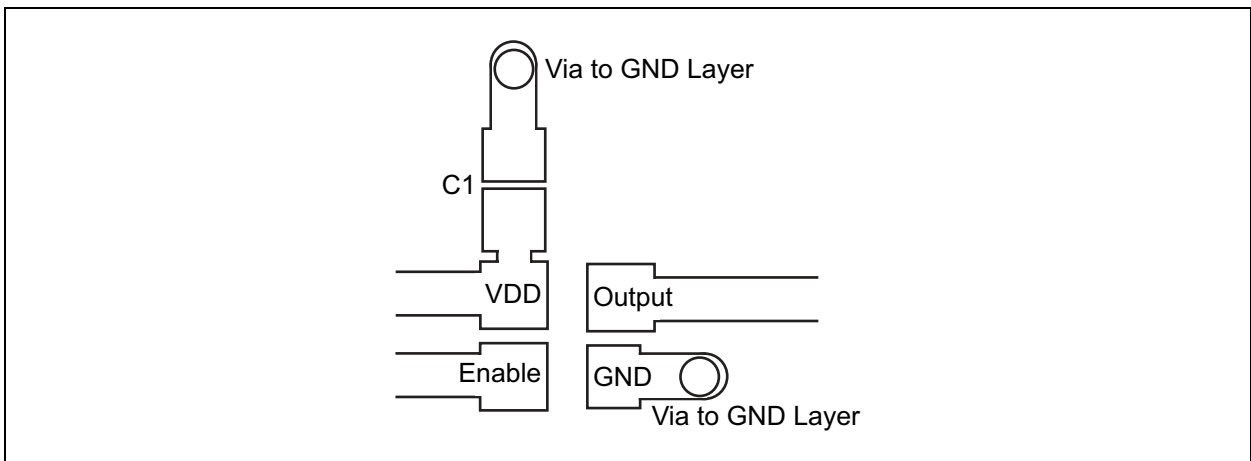 Via to GND Layer
C1
VDD
Output
Enable
GND
Via to GND Layer